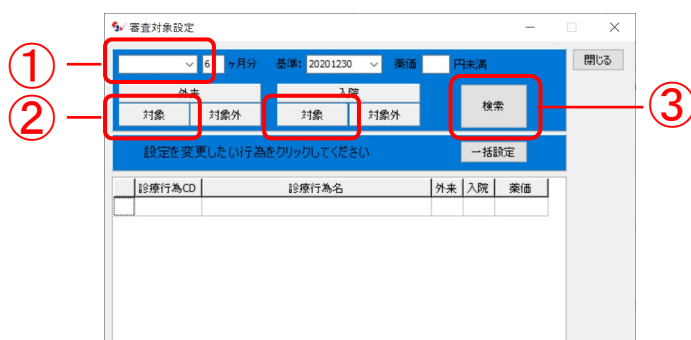 審査対象設定
① 6 ヶ月分 基準: 20201230 薬価 円未満 閉じる
外来 入院
② 対象 対象外 対象 対象外 検索 ③
設定を変更したい行為をクリックしてください 一括設定
診療行為CD 診療行為名 外来 入院 薬価